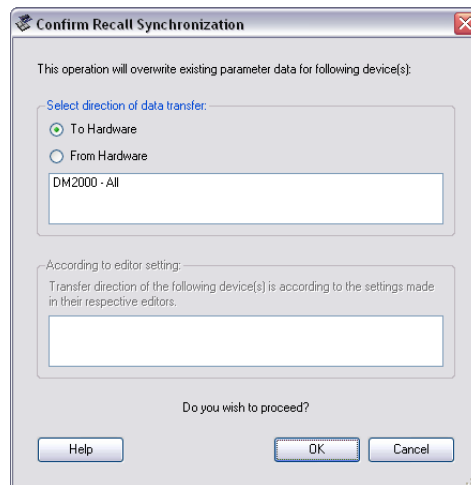 Confirm Recall Synchronization
This operation will overwrite existing parameter data for following device(s):
Select direction of data transfer:
To Hardware
From Hardware
DM2000 - All
According to editor setting:
Transfer direction of the following device(s) is according to the settings made
in their respective editors.
Do you wish to proceed?
Help
OK
Cancel